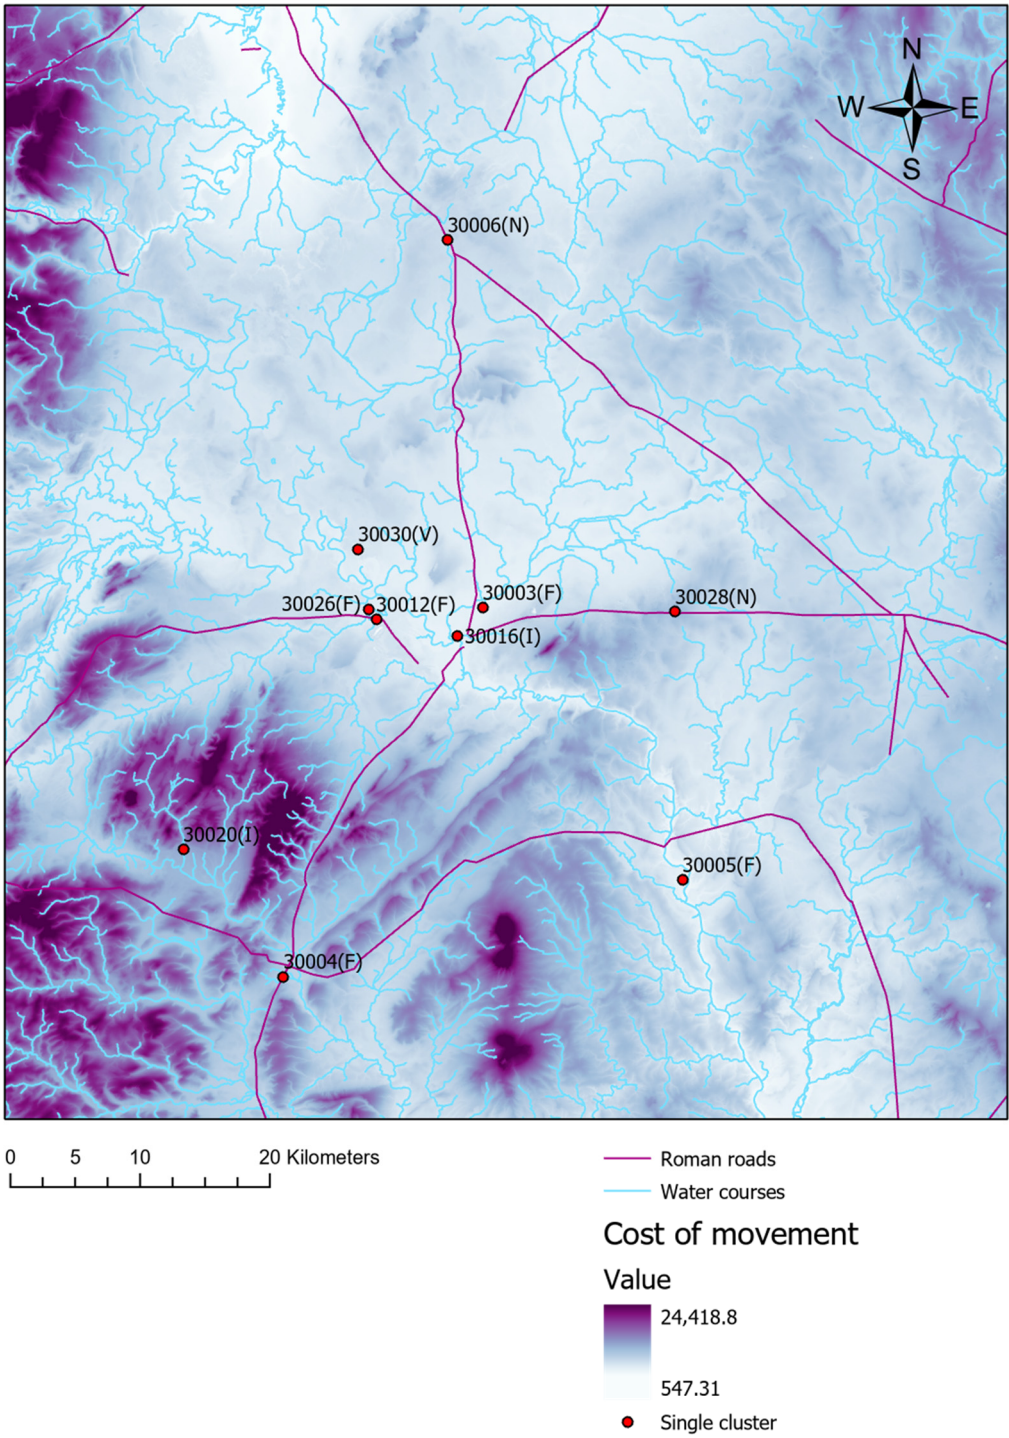 N
W E
S
30006(N)
30030(V)
30026(F) 30012(F)
30003(F)
30028(N)
30016(I)
30020(I)
30005(F)
30004(F)
0 5 10 20 Kilometers
Roman roads
Water courses
Cost of movement
Value
24,418.8
547.31
Single cluster